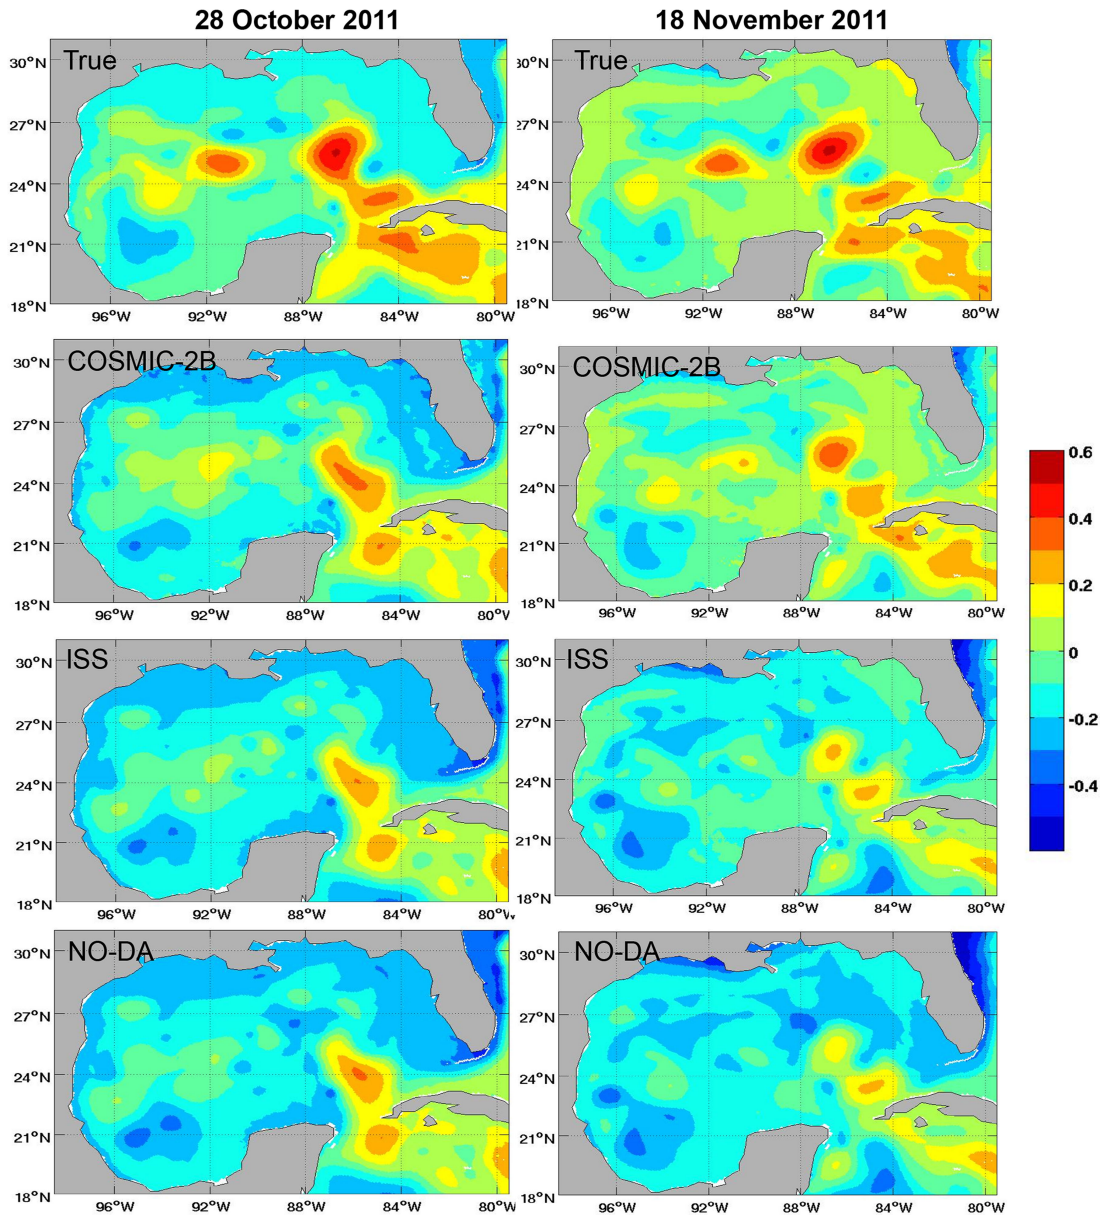 28 October 2011 18 November 2011
True True
30°N 30°N
27°N 27°N
24°N 24°N
21°N 21°N
18°N 18°N
96°W 92°W 88°W 84°W 80°W 96°W 92°W 88°W 84°W 80°W
COSMIC-2B COSMIC-2B
30°N 30°N
27°N 27°N
24°N 24°N
21°N 21°N
18°N 18°N
96°W 92°W 88°W 84°W 80°W 96°W 92°W 88°W 84°W 80°W
ISS ISS
30°N 30°N
27°N 27°N
24°N 24°N
21°N 21°N
18°N 18°N
96°W 92°W 88°W 84°W 80°W 96°W 92°W 88°W 84°W 80°W
NO-DA NO-DA
30°N 30°N
27°N 27°N
24°N 24°N
21°N 21°N
18°N 18°N
96°W 92°W 88°W 84°W 80°W 96°W 92°W 88°W 84°W 80°W
0.6
0.4
0.2
0
-0.2
-0.4